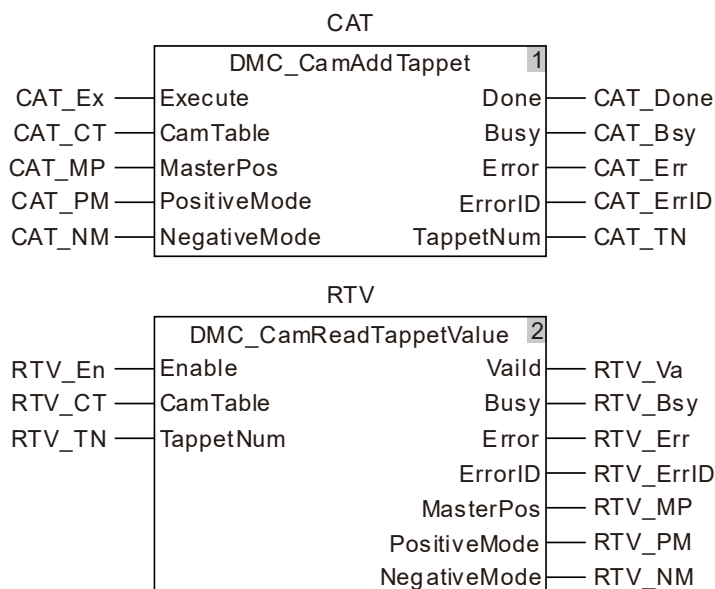 CAT
DMC_CamAddTappet 1
CAT_Ex Execute Done CAT_Done
CAT_CT CamTable Busy CAT_Bsy
CAT_MP MasterPos Error CAT_Err
CAT_PM PositiveMode ErrorID CAT_ErrID
CAT_NM NegativeMode TappetNum CAT_TN
RTV
DMC_CamReadTappetValue 2
RTV_En Enable Vaild RTV_Va
RTV_CT CamTable Busy RTV_Bsy
RTV_TN TappetNum Error RTV_Err
ErrorID RTV_ErrID
MasterPos RTV_MP
PositiveMode RTV_PM
NegativeMode RTV_NM